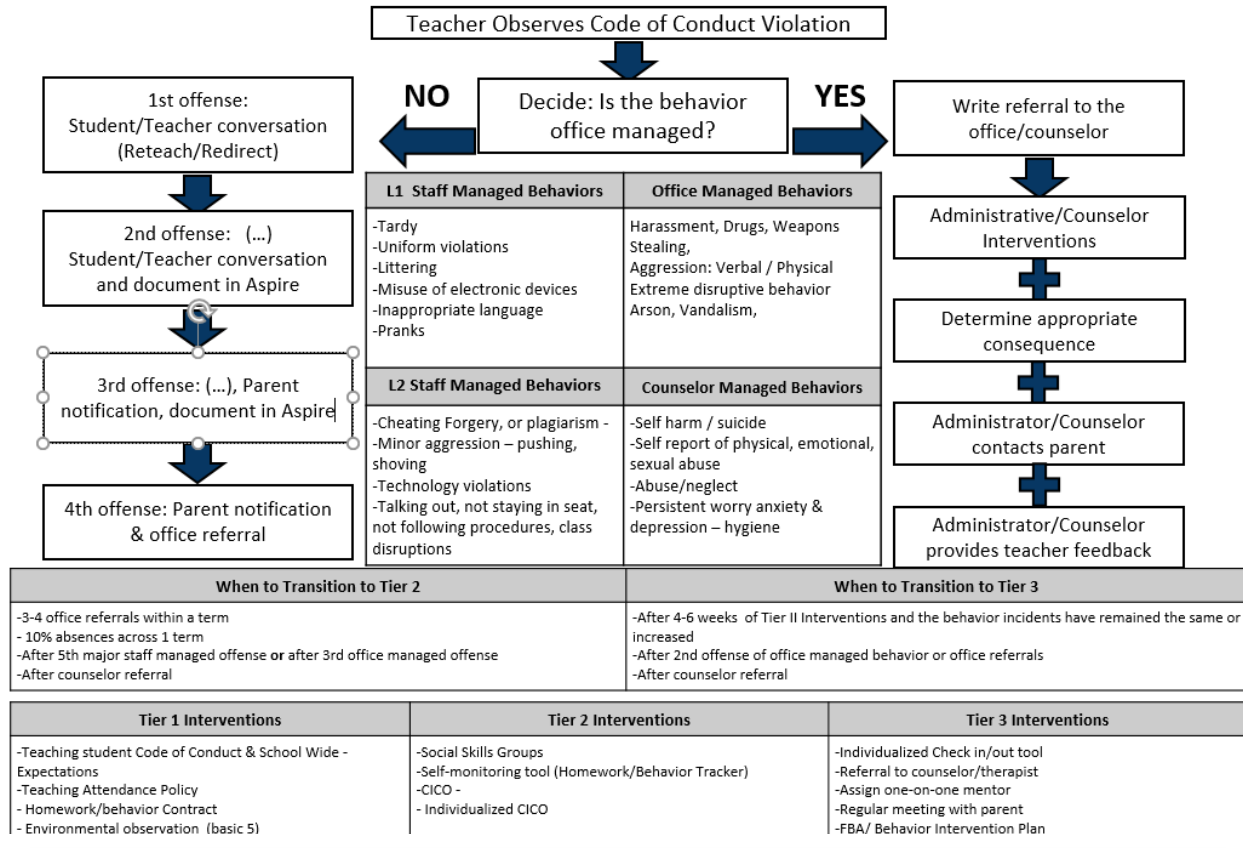 Teacher Observes Code of Conduct Violation
NO
Decide: Is the behavior
office managed?
YES
1st offense:
Student/Teacher conversation
(Reteach/Redirect)
2nd offense:   (…)
Student/Teacher conversation
and document in Aspire
3rd offense: (…), Parent
notification, document in Aspire
4th offense: Parent notification
& office referral
L1  Staff Managed Behaviors
-Tardy
-Uniform violations
-Littering
-Misuse of electronic devices
-Inappropriate language
-Pranks
Office Managed Behaviors
Harassment, Drugs, Weapons
Stealing,
Aggression: Verbal / Physical
Extreme disruptive behavior
Arson, Vandalism,
L2 Staff Managed Behaviors
-Cheating Forgery, or plagiarism -
-Minor aggression – pushing,
shoving
-Technology violations
-Talking out, not staying in seat,
not following procedures, class
disruptions
Counselor Managed Behaviors
-Self harm / suicide
-Self report of physical, emotional,
sexual abuse
-Abuse/neglect
-Persistent worry anxiety &
depression – hygiene
Write referral to the
office/counselor
Administrative/Counselor
Interventions
Determine appropriate
consequence
Administrator/Counselor
contacts parent
Administrator/Counselor
provides teacher feedback
When to Transition to Tier 2
-3-4 office referrals within a term
- 10% absences across 1 term
-After 5th major staff managed offense or after 3rd office managed offense
-After counselor referral
When to Transition to Tier 3
-After 4-6 weeks  of Tier II Interventions and the behavior incidents have remained the same or
increased
-After 2nd offense of office managed behavior or office referrals
-After counselor referral
Tier 1 Interventions
-Teaching student Code of Conduct & School Wide -
Expectations
-Teaching Attendance Policy
- Homework/behavior Contract
- Environmental observation  (basic 5)
Tier 2 Interventions
-Social Skills Groups
-Self-monitoring tool (Homework/Behavior Tracker)
-CICO -
- Individualized CICO
Tier 3 Interventions
-Individualized Check in/out tool
-Referral to counselor/therapist
-Assign one-on-one mentor
-Regular meeting with parent
-FBA/ Behavior Intervention Plan